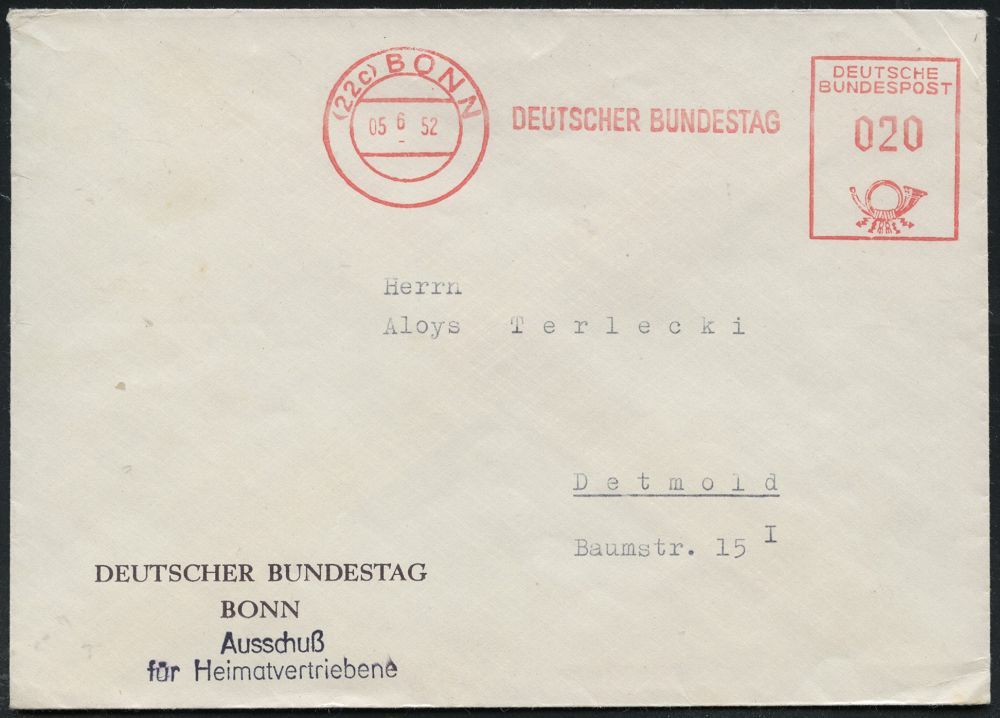 (22c) BONN
05 6 52
DEUTSCHER BUNDESTAG
DEUTSCHE
BUNDESPOST
020
Herrn
Aloys Terlecki
Detmold
Baumstr. 15 I
DEUTSCHER BUNDESTAG
BONN
Ausschuß
für Heimatvertriebene